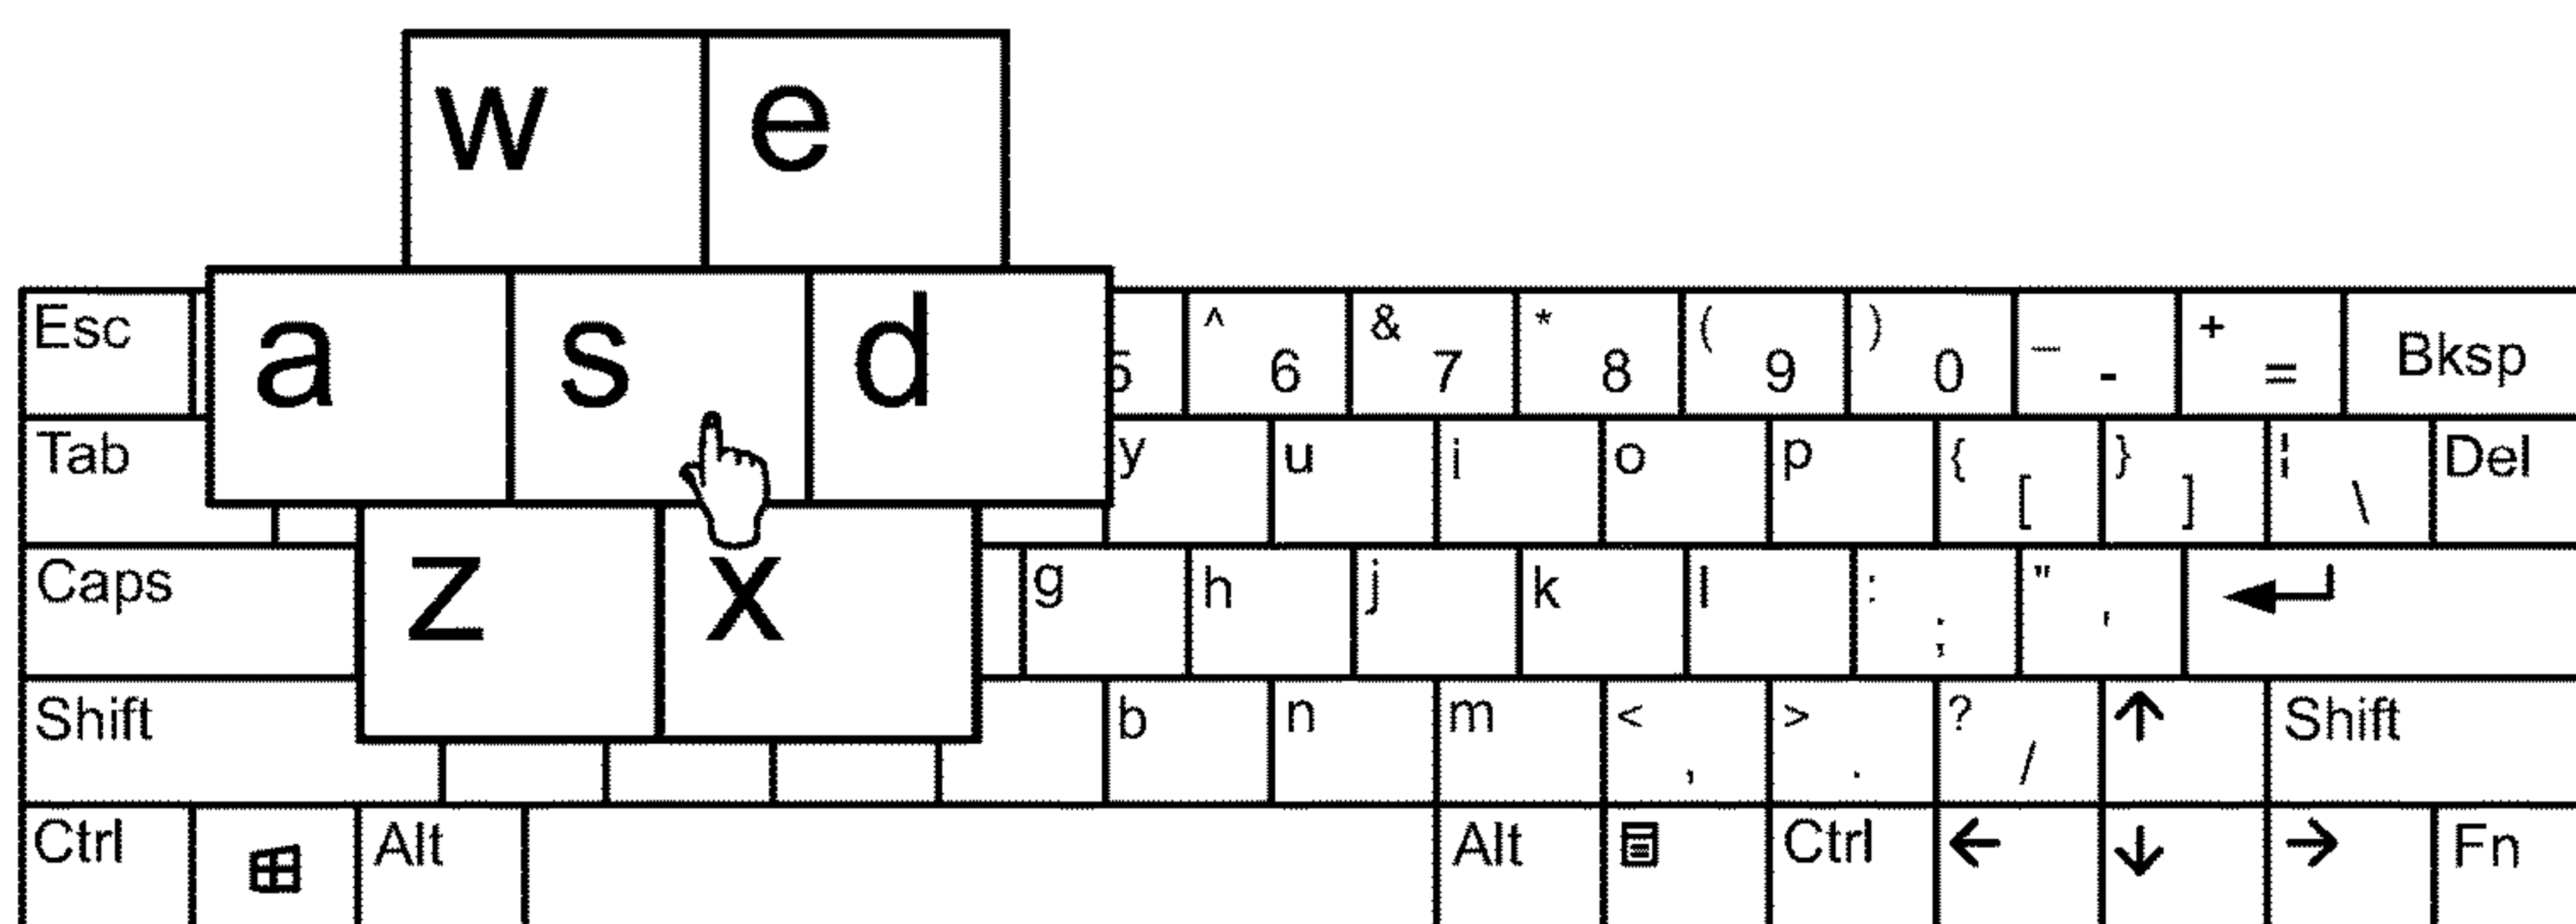 w e
a s d
z x
Esc 5 ^ 6 & 7 * 8 ( 9 ) 0 _ - + = Bksp
Tab y u i o p { [ } ] ¦ \ Del
Caps g h j k l : ; " '
Shift b n m < , > . ? / ↑ Shift
Ctrl Alt Alt Ctrl ← ↓ → Fn